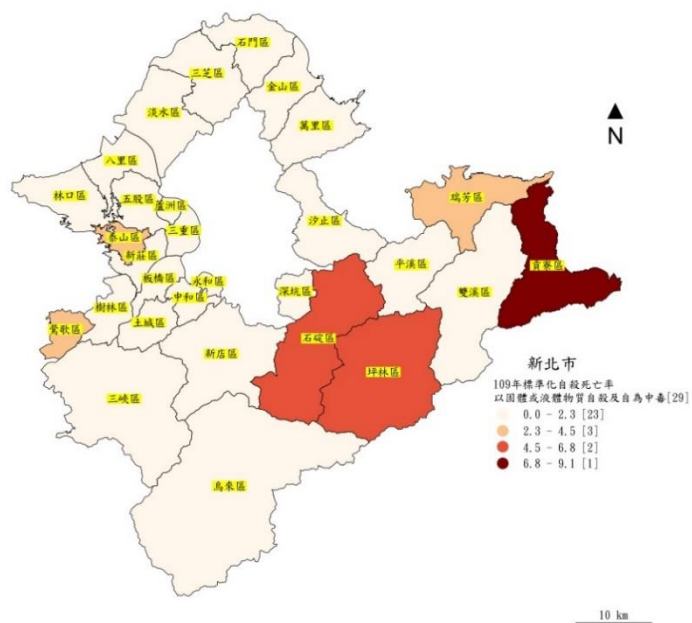 石門區
三芝區
金山區
淡水區
萬里區
N
八里區
林口區
五股區
蘆洲區
汐止區
瑞芳區
泰山區
三重區
新莊區
平溪區
貢寮區
板橋區
永和區
深坑區
雙溪區
中和區
樹林區
土城區
鶯歌區
新店區
石碇區
坪林區
三峽區
烏來區
新北市
109年標準化自殺死亡率
以固體或液體物質自殺及自為中毒[29]
0.0 - 2.3 [23]
2.3 - 4.5 [3]
4.5 - 6.8 [2]
6.8 - 9.1 [1]
10 km